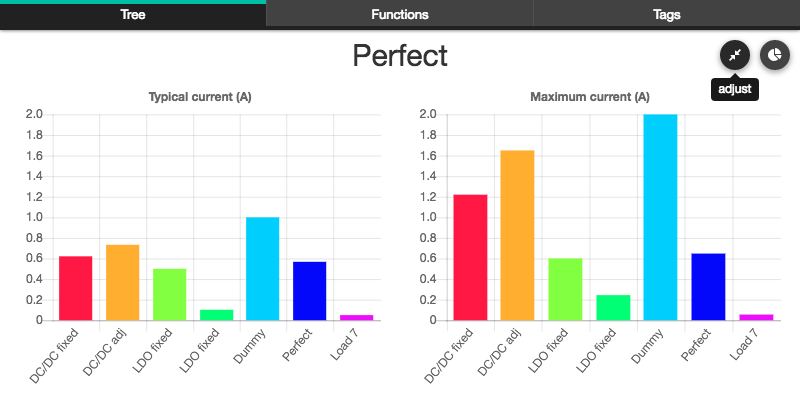 Tree Functions Tags
Perfect
adjust
Typical current (A)
2.0
1.8
1.6
1.4
1.2
1.0
0.8
0.6
0.4
0.2
0
DC/DC fixed
DC/DC adj
LDO fixed
LDO fixed
Dummy
Perfect
Load 7
Maximum current (A)
2.0
1.8
1.6
1.4
1.2
1.0
0.8
0.6
0.4
0.2
0
DC/DC fixed
DC/DC adj
LDO fixed
LDO fixed
Dummy
Perfect
Load 7